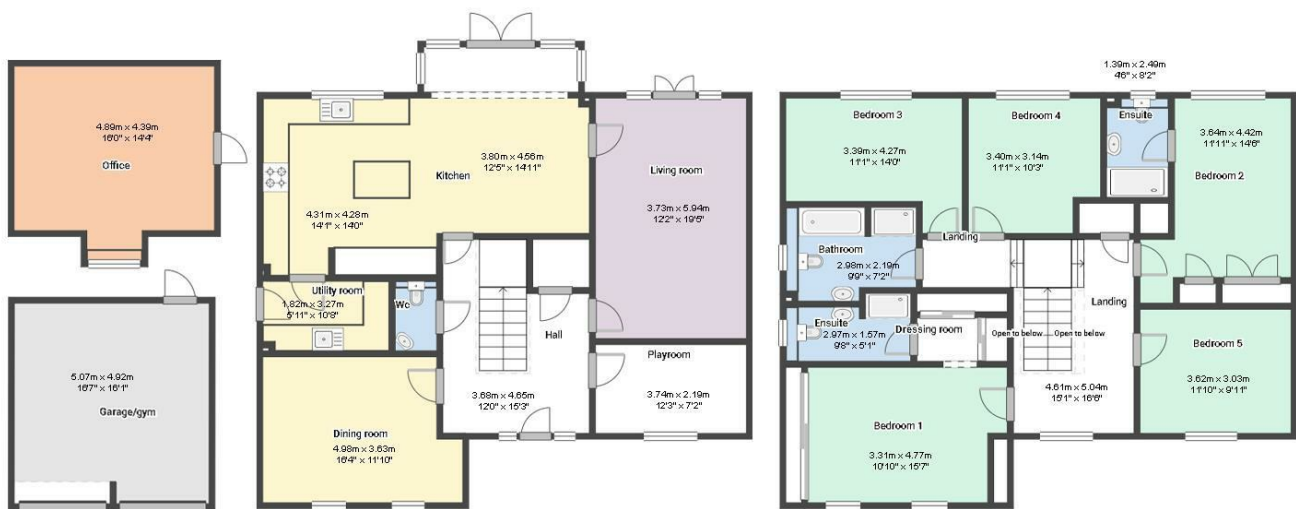 4.89m x 4.39m
16'0" x 14'4"
Office
5.07m x 4.92m
16'7" x 16'1"
Garage/gym
3.80m x 4.56m
12'5" x 14'11"
Kitchen
4.31m x 4.28m
14'1" x 14'0"
Utility room
1.82m x 3.27m
5'11" x 10'8"
Wc
Dining room
4.98m x 3.63m
16'4" x 11'10"
Hall
3.68m x 4.65m
12'0" x 15'3"
Living room
3.73m x 5.94m
12'2" x 19'5"
Playroom
3.74m x 2.19m
12'3" x 7'2"
Bedroom 3
3.39m x 4.27m
11'1" x 14'0"
Bedroom 4
3.40m x 3.14m
11'1" x 10'3"
1.39m x 2.49m
4'6" x 8'2"
Ensuite
3.64m x 4.42m
11'11" x 14'6"
Bedroom 2
Bathroom
2.98m x 2.19m
9'9" x 7'2"
Landing
Ensuite
2.97m x 1.57m
9'8" x 5'1"
Dressing room
Open to below
Open to below
Landing
4.61m x 5.04m
15'1" x 16'6"
Bedroom 5
3.62m x 3.03m
11'10" x 9'11"
Bedroom 1
3.31m x 4.77m
10'10" x 15'7"